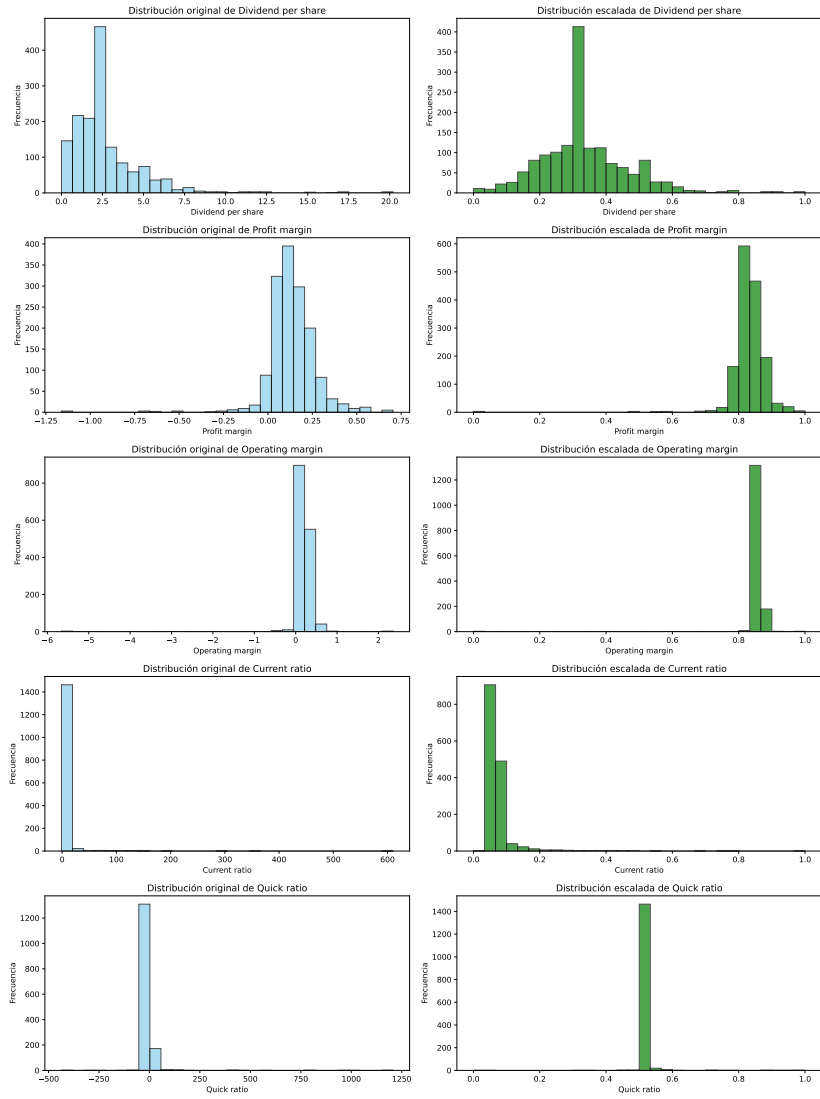 Distribución original de Dividend per share
Frecuencia
400
300
200
100
0
0.0 2.5 5.0 7.5 10.0 12.5 15.0 17.5 20.0
Dividend per share
Distribución escalada de Dividend per share
Frecuencia
400
350
300
250
200
150
100
50
0
0.0 0.2 0.4 0.6 0.8 1.0
Dividend per share
Distribución original de Profit margin
Frecuencia
400
350
300
250
200
150
100
50
0
−1.25 −1.00 −0.75 −0.50 −0.25 0.00 0.25 0.50 0.75
Profit margin
Distribución escalada de Profit margin
Frecuencia
600
500
400
300
200
100
0
0.0 0.2 0.4 0.6 0.8 1.0
Profit margin
Distribución original de Operating margin
Frecuencia
800
600
400
200
0
−6 −5 −4 −3 −2 −1 0 1 2
Operating margin
Distribución escalada de Operating margin
Frecuencia
1200
1000
800
600
400
200
0
0.0 0.2 0.4 0.6 0.8 1.0
Operating margin
Distribución original de Current ratio
Frecuencia
1400
1200
1000
800
600
400
200
0
0 100 200 300 400 500 600
Current ratio
Distribución escalada de Current ratio
Frecuencia
800
600
400
200
0
0.0 0.2 0.4 0.6 0.8 1.0
Current ratio
Distribución original de Quick ratio
Frecuencia
1200
1000
800
600
400
200
0
−500 −250 0 250 500 750 1000 1250
Quick ratio
Distribución escalada de Quick ratio
Frecuencia
1400
1200
1000
800
600
400
200
0
0.0 0.2 0.4 0.6 0.8 1.0
Quick ratio